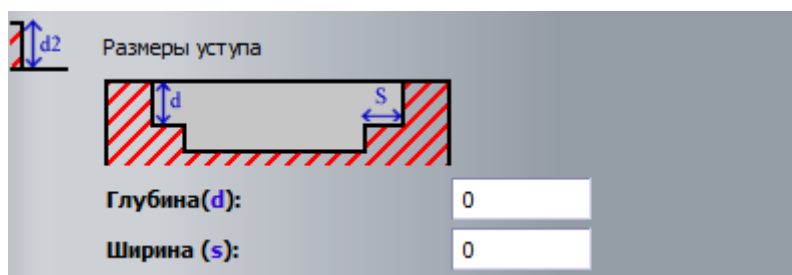 d2
Размеры уступа
d
S
Глубина(d):
0
Ширина (s):
0